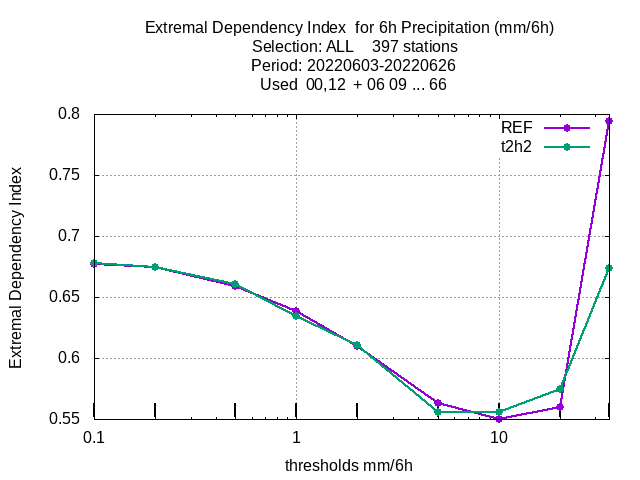 Extremal Dependency Index  for 6h Precipitation (mm/6h)
Selection: ALL    397 stations
Period: 20220603-20220626
Used  00,12  + 06 09 ... 66
REF
t2h2
0.8
0.75
0.7
0.65
0.6
0.55
Extremal Dependency Index
0.1 1 10
thresholds mm/6h